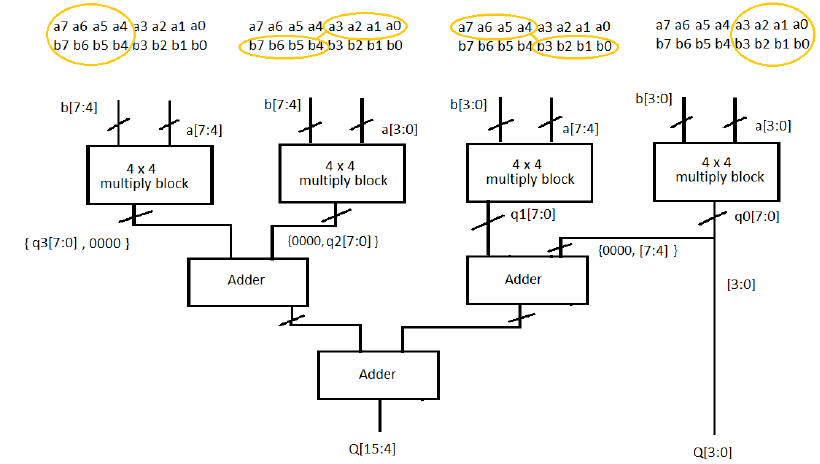 a7 a6 a5 a4 a3 a2 a1 a0
b7 b6 b5 b4 b3 b2 b1 b0
a7 a6 a5 a4 a3 a2 a1 a0
b7 b6 b5 b4 b3 b2 b1 b0
a7 a6 a5 a4 a3 a2 a1 a0
b7 b6 b5 b4 b3 b2 b1 b0
a7 a6 a5 a4 a3 a2 a1 a0
b7 b6 b5 b4 b3 b2 b1 b0
b[7:4]
a[7:4]
b[7:4]
a[3:0]
b[3:0]
a[7:4]
b[3:0]
a[3:0]
4 x 4
multiply block
4 x 4
multiply block
4 x 4
multiply block
4 x 4
multiply block
{ q3[7:0] , 0000 }
{0000, q2[7:0] }
q1[7:0]
q0[7:0]
{0000, [7:4] }
Adder
Adder
[3:0]
Adder
Q[15:4]
Q[3:0]